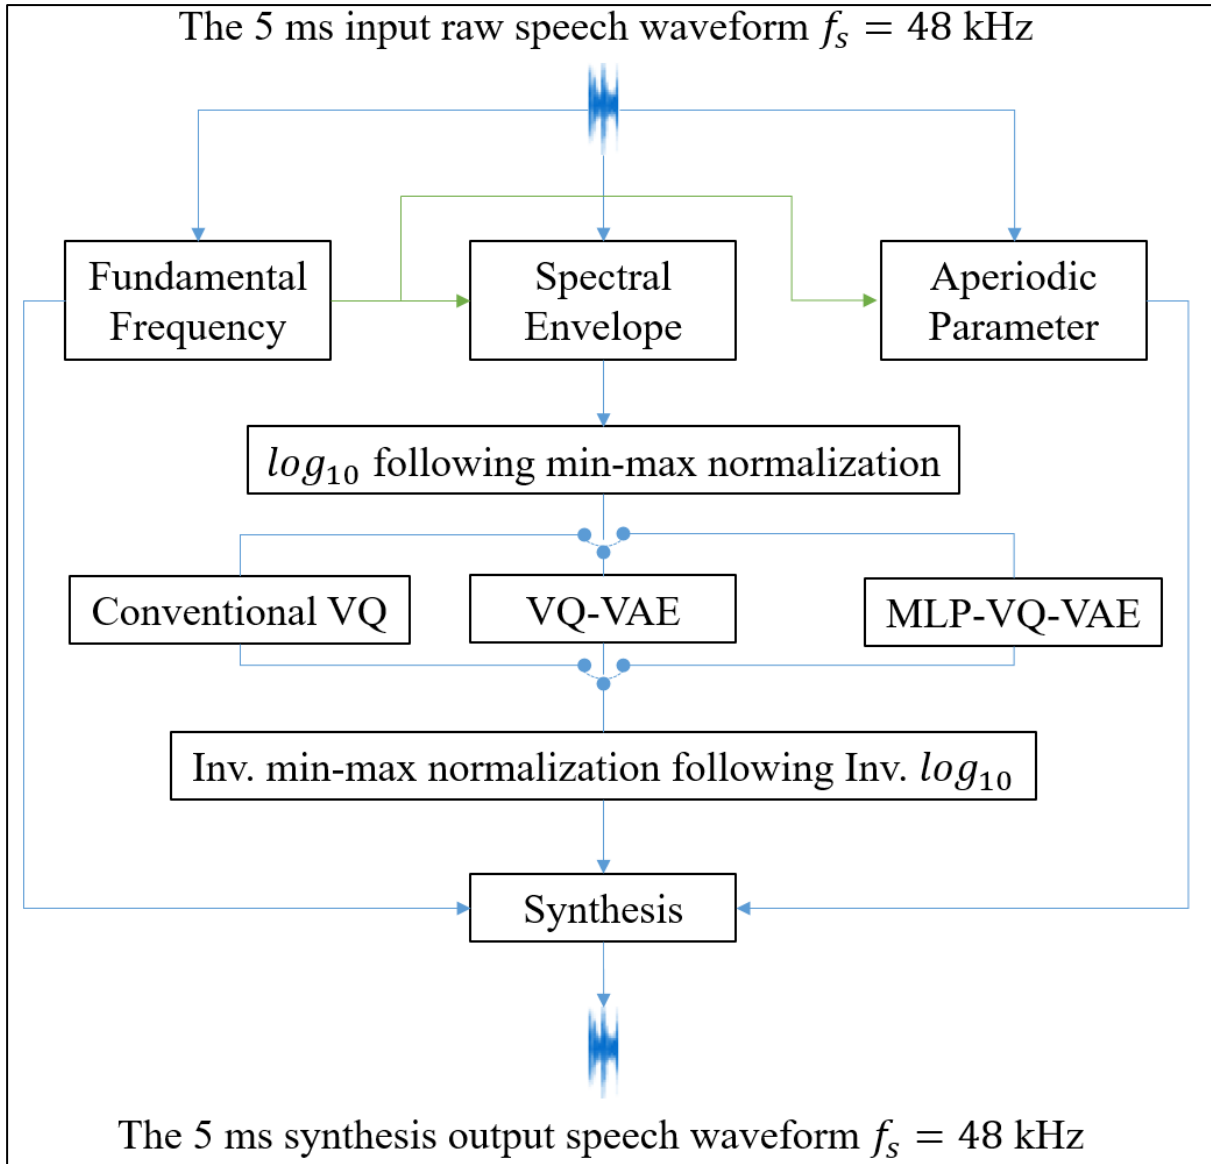 The 5 ms input raw speech waveform 𝑓ₛ = 48 kHz
Fundamental
Frequency
Spectral
Envelope
Aperiodic
Parameter
𝑙𝑜𝑔₁₀ following min-max normalization
Conventional VQ
VQ-VAE
MLP-VQ-VAE
Inv. min-max normalization following Inv. 𝑙𝑜𝑔₁₀
Synthesis
The 5 ms synthesis output speech waveform 𝑓ₛ = 48 kHz